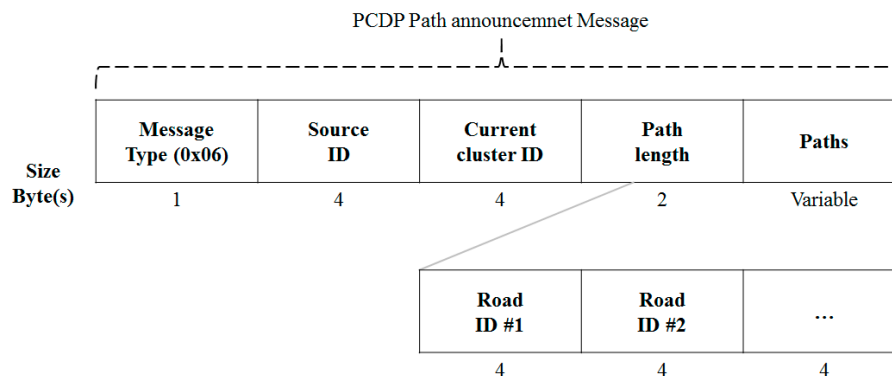 PCDP Path announcemnet Message
Message
Type (0x06)
Source
ID
Current
cluster ID
Path
length
Paths
Size
Byte(s)
1
4
4
2
Variable
Road
ID #1
Road
ID #2
...
4
4
4